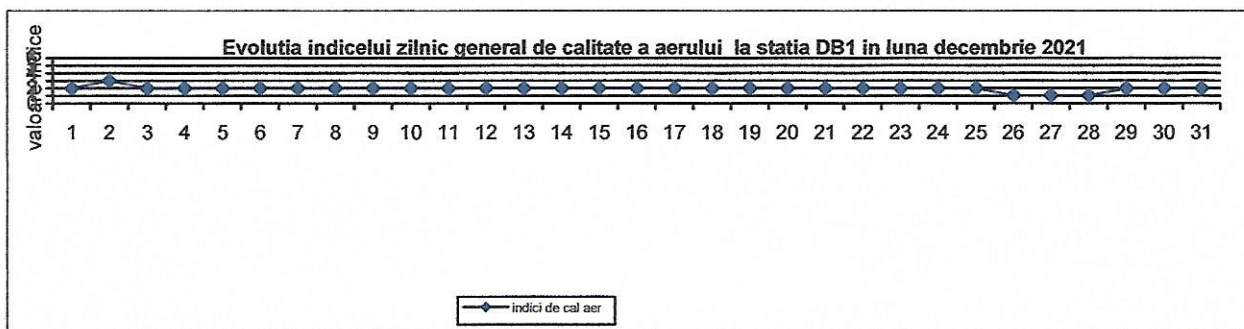 Evolutia indicelui zilnic general de calitate a aerului la statia DB1 in luna decembrie 2021
valoare indice
1 2 3 4 5 6 7 8 9 10 11 12 13 14 15 16 17 18 19 20 21 22 23 24 25 26 27 28 29 30 31
indici de cal aer